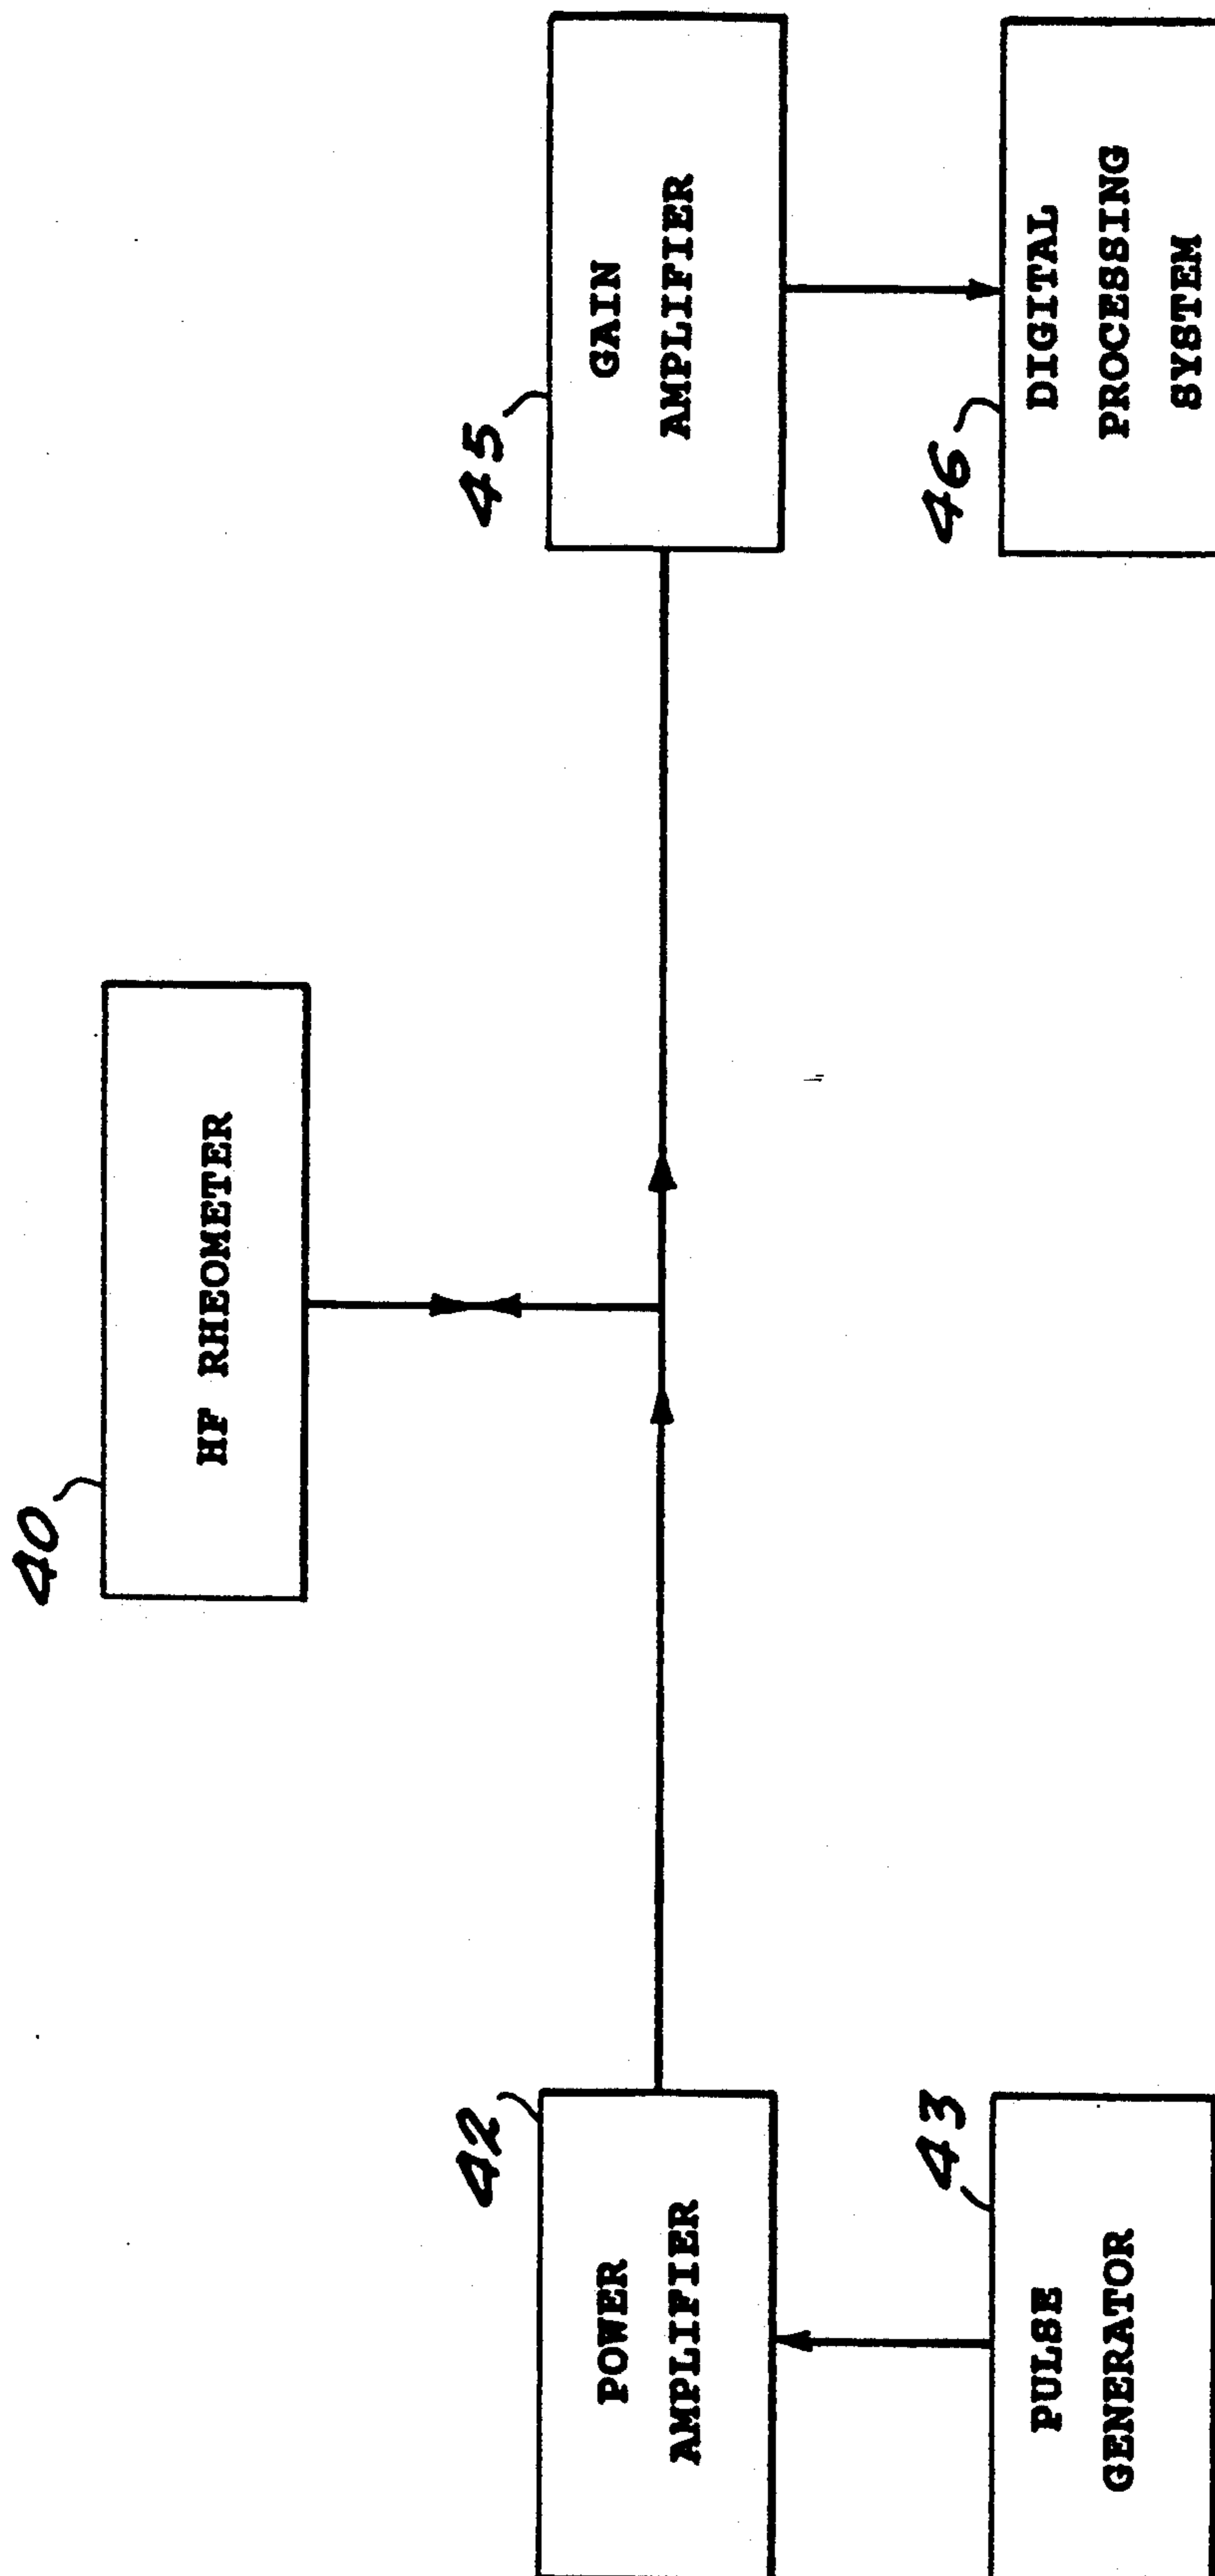 40
HF RHEOMETER
42
POWER
AMPLIFIER
45
GAIN
AMPLIFIER
43
PULSE
GENERATOR
46
DIGITAL
PROCESSING
SYSTEM